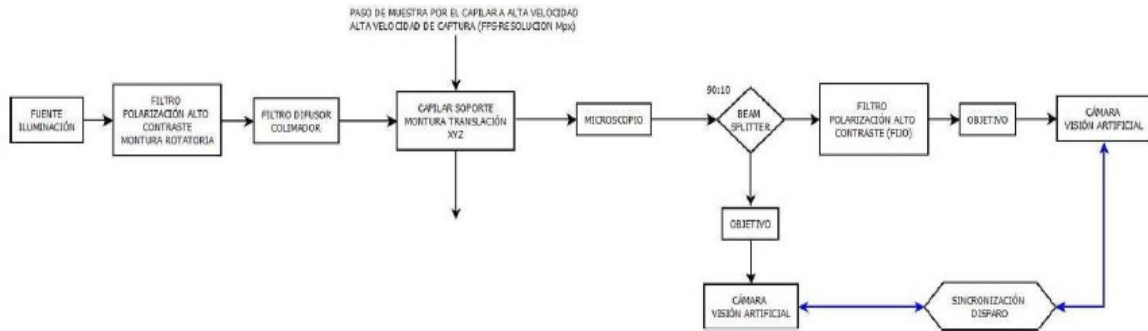 PASO DE MUESTRA POR EL CAPILAR A ALTA VELOCIDAD
ALTA VELOCIDAD DE CAPTURA (FPS-RESOLUCION Mpx)
FUENTE
ILUMINACIÓN
FILTRO
POLARIZACIÓN ALTO
CONTRASTE
MONTURA ROTATORIA
FILTRO DIFUSOR
COLIMADOR
CAPILAR SOPORTE
MONTURA TRANSLACIÓN
XYZ
MICROSCOPIO
90:10
BEAM
SPLITTER
FILTRO
POLARIZACIÓN ALTO
CONTRASTE (FIJO)
OBJETIVO
CÁMARA
VISIÓN ARTIFICIAL
OBJETIVO
CÁMARA
VISIÓN ARTIFICIAL
SINCRONIZACIÓN
DISPARO